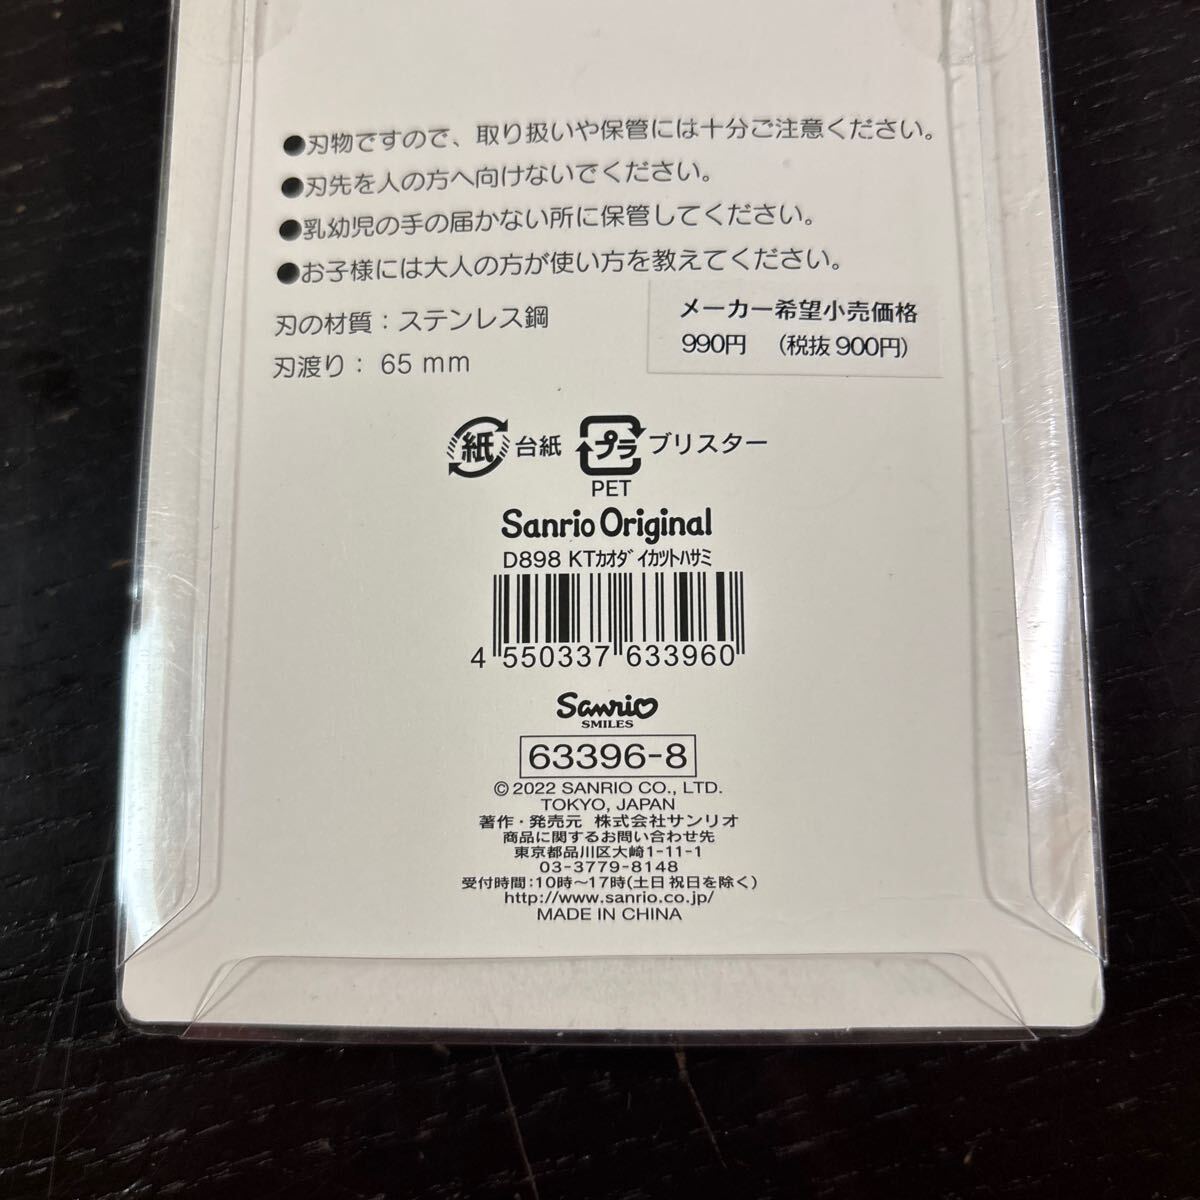 ●刃物ですので、取り扱いや保管には十分ご注意ください。
●刃先を人の方へ向けないでください。
●乳幼児の手の届かない所に保管してください。
●お子様には大人の方が使い方を教えてください。
刃の材質：ステンレス鋼
刃渡り： 65 mm
メーカー希望小売価格
990円 （税抜900円）
紙 台紙 プラ ブリスター
PET
Sanrio Original
D898 KTｶｵﾀﾞｲｶｯﾄﾊｻﾐ
4 550337 633960
Sanrio
SMILES
63396-8
© 2022 SANRIO CO., LTD.
TOKYO, JAPAN
著作・発売元 株式会社サンリオ
商品に関するお問い合わせ先
東京都品川区大崎1-11-1
03-3779-8148
受付時間：10時～17時(土日祝日を除く)
http://www.sanrio.co.jp/
MADE IN CHINA